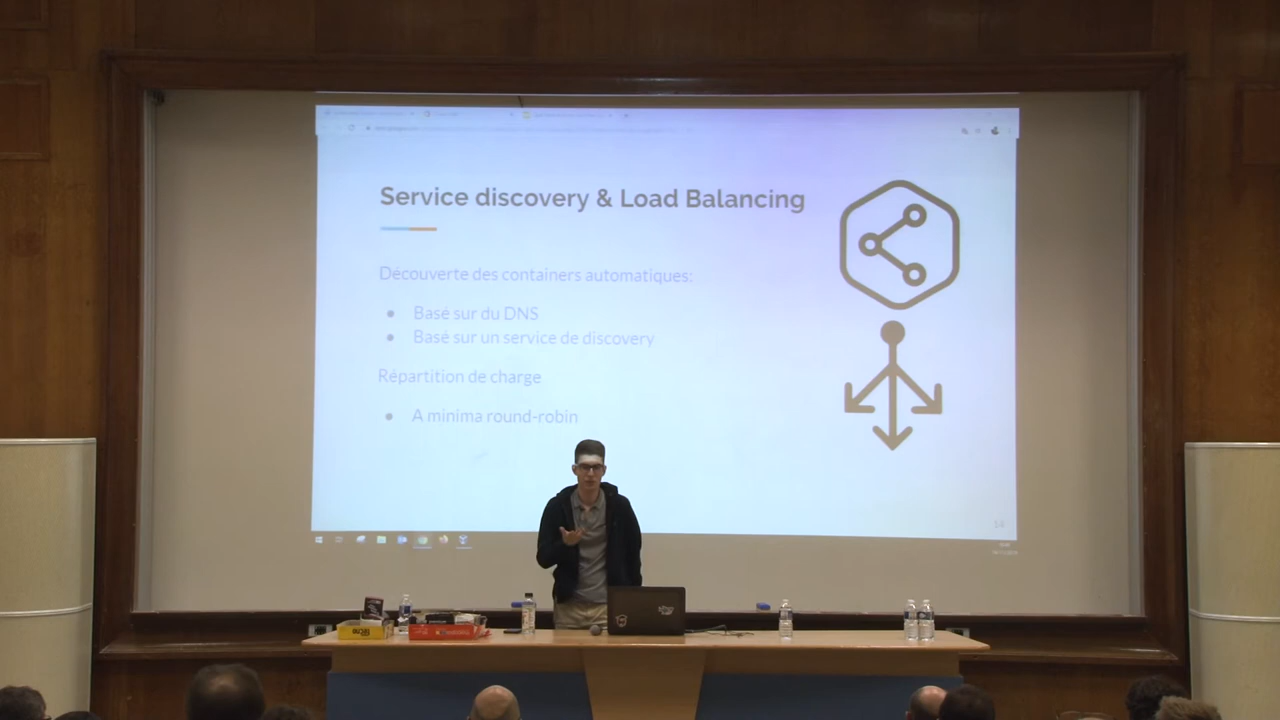 Service discovery & Load Balancing
Découverte des containers automatiques:
Basé sur du DNS
Basé sur un service de discovery
Répartition de charge
A minima round-robin
14